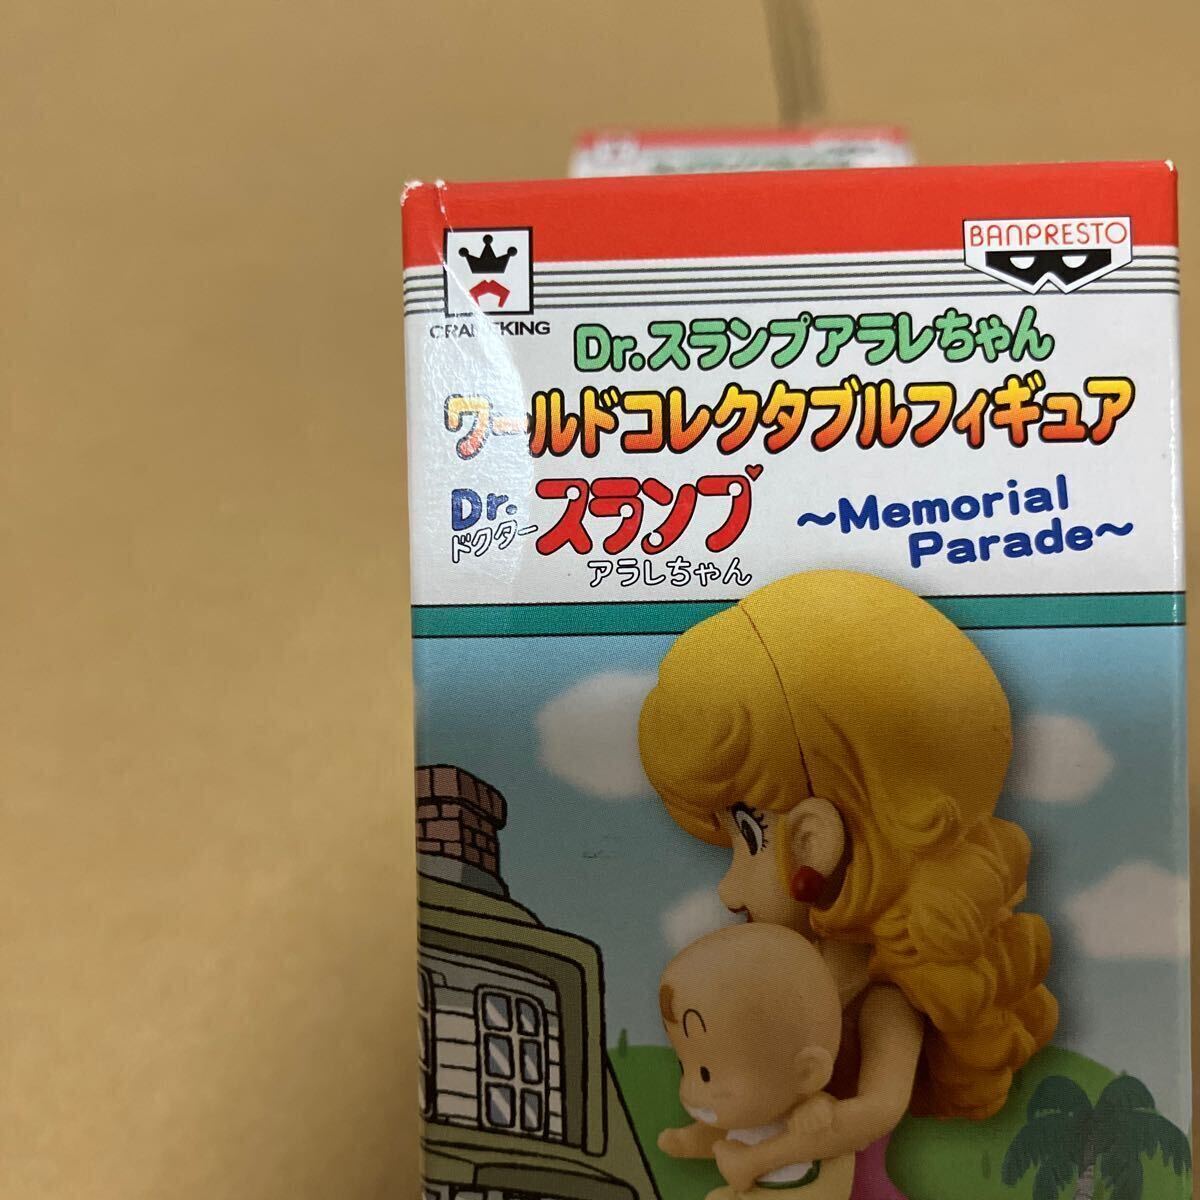 BANPRESTO
CRANEKING
Dr.スランプアラレちゃん
ワールドコレクタブルフィギュア
Dr.
ドクター
スランプ
アラレちゃん
～Memorial
Parade～